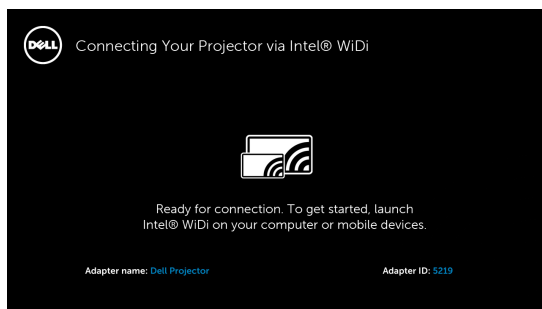 DELL
Connecting Your Projector via Intel® WiDi
Ready for connection. To get started, launch
Intel® WiDi on your computer or mobile devices.
Adapter name: Dell Projector
Adapter ID: 5219